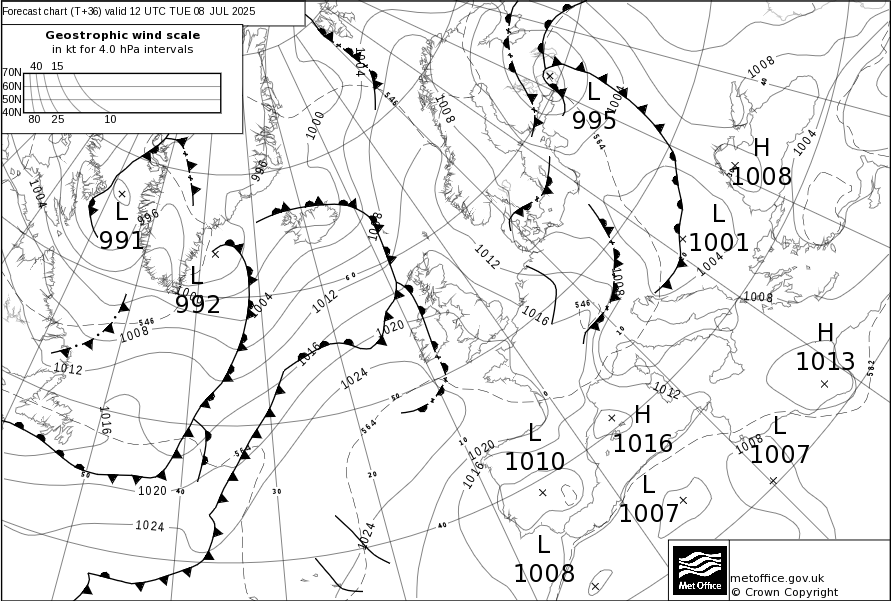 Forecast chart (T+36) valid 12 UTC TUE 08 JUL 2025
Geostrophic wind scale
in kt for 4.0 hPa intervals
40 15
70N
60N
50N
40N
80 25 10
1004
546
1000
1008
996
L
995
1004
564
1008
40
H
1008
1004
1004
L
991
996
L
992
1008
L
1001
1004
1012
1008
1008
546
1008
1012
1004
1012
60
1016
1020
1016
546
10
H
1013
582
1024
50
564
0
1012
1016
L
1010
H
1016
L
1007
1008
1020
10
1016
564
50
1020
40
30
20
L
1007
1024
1024
40
L
1008
Met Office
metoffice.gov.uk
© Crown Copyright